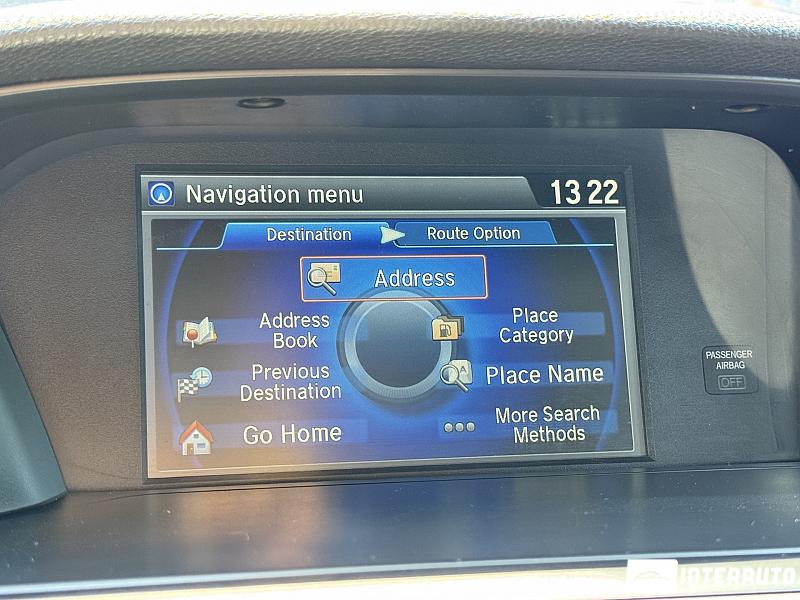 Navigation menu
13 22
Destination
Route Option
Address
Address
Book
Place
Category
Previous
Destination
Place Name
Go Home
More Search
Methods
PASSENGER
AIRBAG
OFF
INTERAUTO